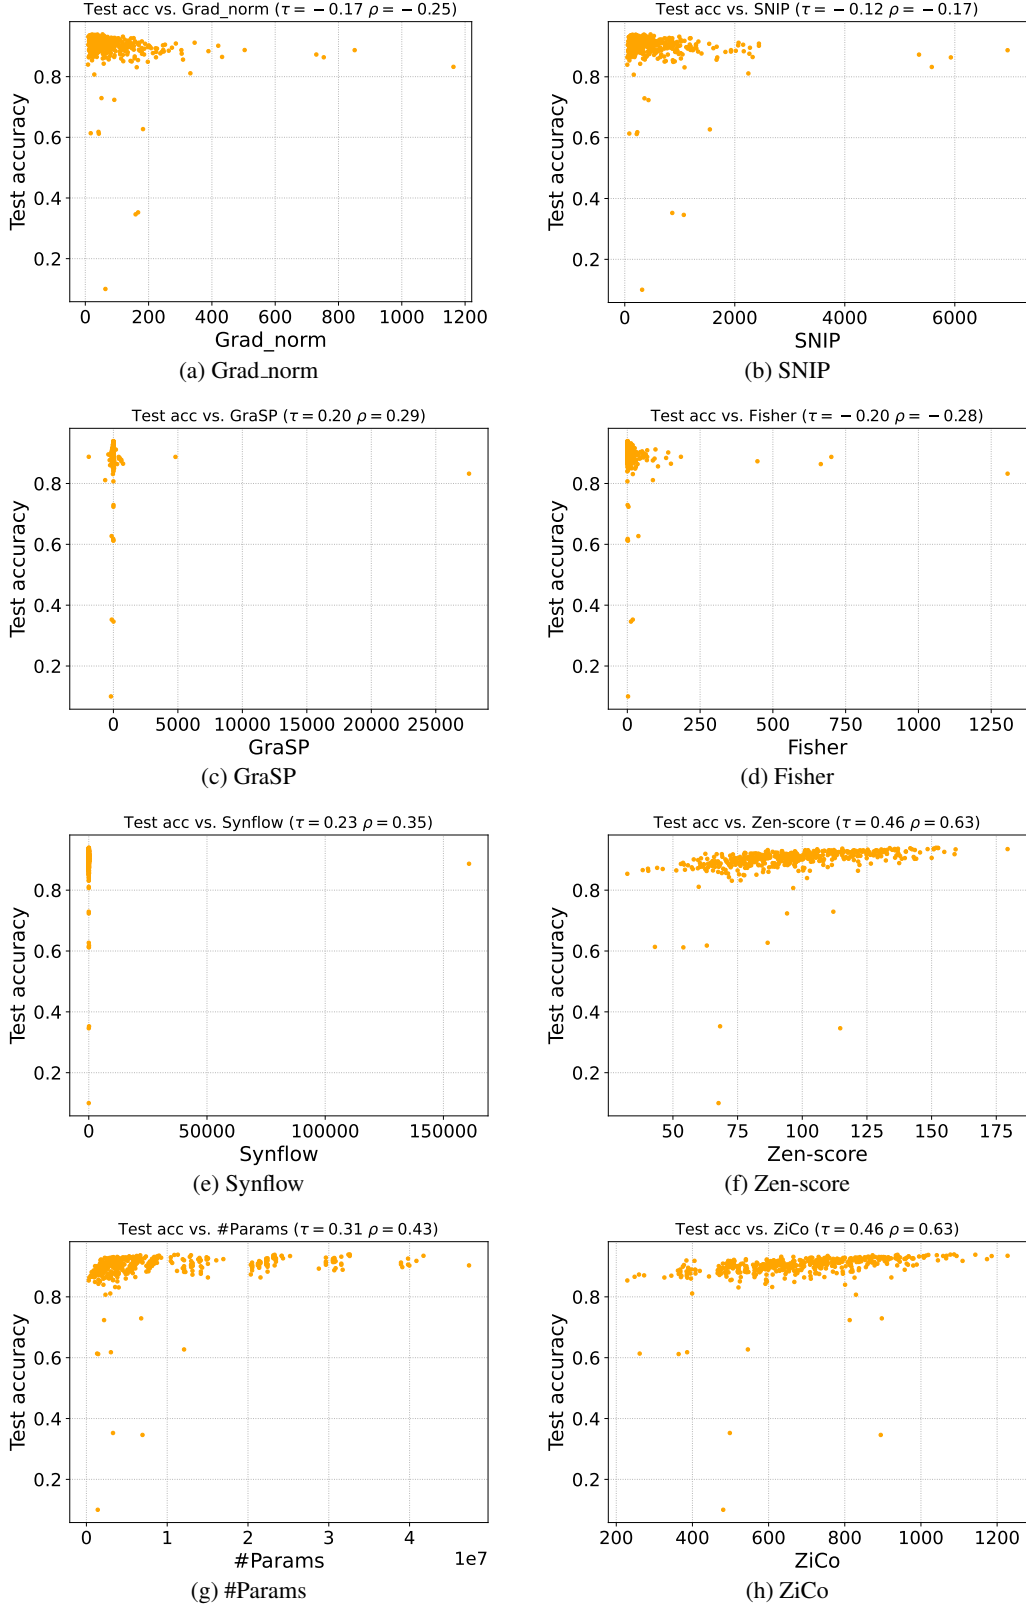 Test acc vs. Grad_norm (τ = −0.17 ρ = −0.25)
Test accuracy
0.8
0.6
0.4
0.2
0 200 400 600 800 1000 1200
Grad_norm
(a) Grad_norm
Test acc vs. SNIP (τ = −0.12 ρ = −0.17)
Test accuracy
0.8
0.6
0.4
0.2
0 2000 4000 6000
SNIP
(b) SNIP
Test acc vs. GraSP (τ = 0.20 ρ = 0.29)
Test accuracy
0.8
0.6
0.4
0.2
0 5000 10000 15000 20000 25000
GraSP
(c) GraSP
Test acc vs. Fisher (τ = −0.20 ρ = −0.28)
Test accuracy
0.8
0.6
0.4
0.2
0 250 500 750 1000 1250
Fisher
(d) Fisher
Test acc vs. Synflow (τ = 0.23 ρ = 0.35)
Test accuracy
0.8
0.6
0.4
0.2
0 50000 100000 150000
Synflow
(e) Synflow
Test acc vs. Zen-score (τ = 0.46 ρ = 0.63)
Test accuracy
0.8
0.6
0.4
0.2
50 75 100 125 150 175
Zen-score
(f) Zen-score
Test acc vs. #Params (τ = 0.31 ρ = 0.43)
Test accuracy
0.8
0.6
0.4
0.2
0 1 2 3 4
1e7
#Params
(g) #Params
Test acc vs. ZiCo (τ = 0.46 ρ = 0.63)
Test accuracy
0.8
0.6
0.4
0.2
200 400 600 800 1000 1200
ZiCo
(h) ZiCo